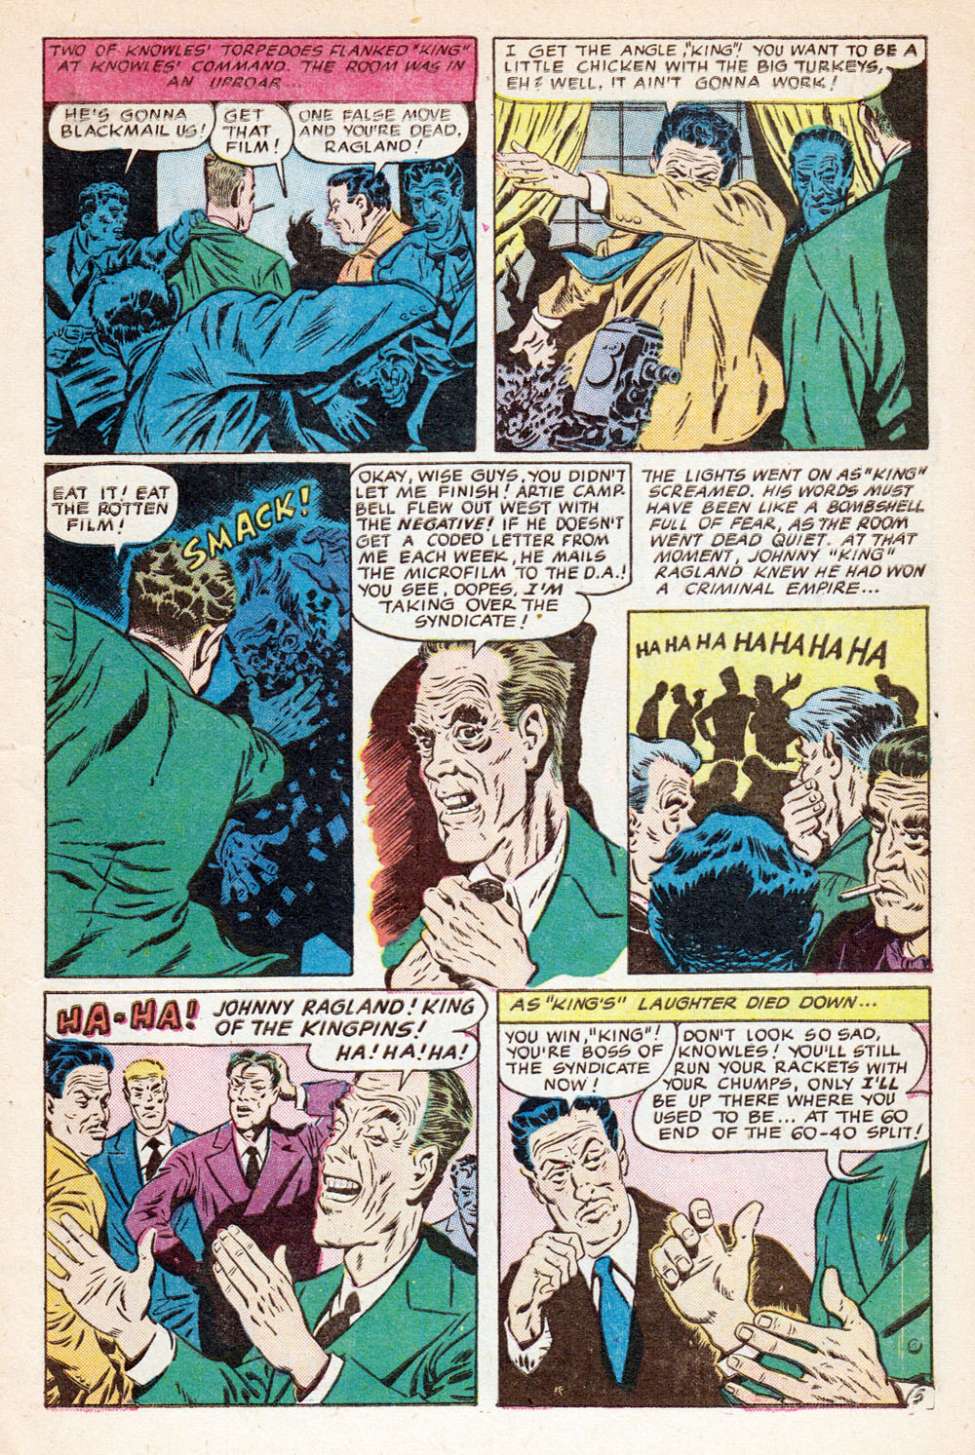 TWO OF KNOWLES' TORPEDOES FLANKED "KING"
AT KNOWLES' COMMAND. THE ROOM WAS IN
AN UPROAR...
HE'S GONNA
BLACKMAIL US!
GET
THAT
FILM!
ONE FALSE MOVE
AND YOU'RE DEAD,
RAGLAND!
I GET THE ANGLE, "KING"! YOU WANT TO BE A
LITTLE CHICKEN WITH THE BIG TURKEYS,
EH? WELL, IT AIN'T GONNA WORK!
EAT IT! EAT
THE ROTTEN
FILM!
SMACK!
OKAY, WISE GUYS, YOU DIDN'T
LET ME FINISH! ARTIE CAMP-
BELL FLEW OUT WEST WITH
THE NEGATIVE! IF HE DOESN'T
GET A CODED LETTER FROM
ME EACH WEEK, HE MAILS
THE MICROFILM TO THE D.A.!
YOU SEE, DOPES, I'M
TAKING OVER THE
SYNDICATE!
THE LIGHTS WENT ON AS "KING"
SCREAMED. HIS WORDS MUST
HAVE BEEN LIKE A BOMBSHELL
FULL OF FEAR, AS THE ROOM
WENT DEAD QUIET. AT THAT
MOMENT, JOHNNY "KING"
RAGLAND KNEW HE HAD WON
A CRIMINAL EMPIRE...
HA HA HA HA HA HA HA
HA-HA! JOHNNY RAGLAND! KING
OF THE KINGPINS!
HA! HA! HA!
AS "KING'S" LAUGHTER DIED DOWN...
YOU WIN, "KING"!
YOU'RE BOSS OF
THE SYNDICATE
NOW!
DON'T LOOK SO SAD,
KNOWLES! YOU'LL STILL
RUN YOUR RACKETS WITH
YOUR CHUMPS, ONLY I'LL
BE UP THERE WHERE YOU
USED TO BE... AT THE 60
END OF THE 60-40 SPLIT!
5